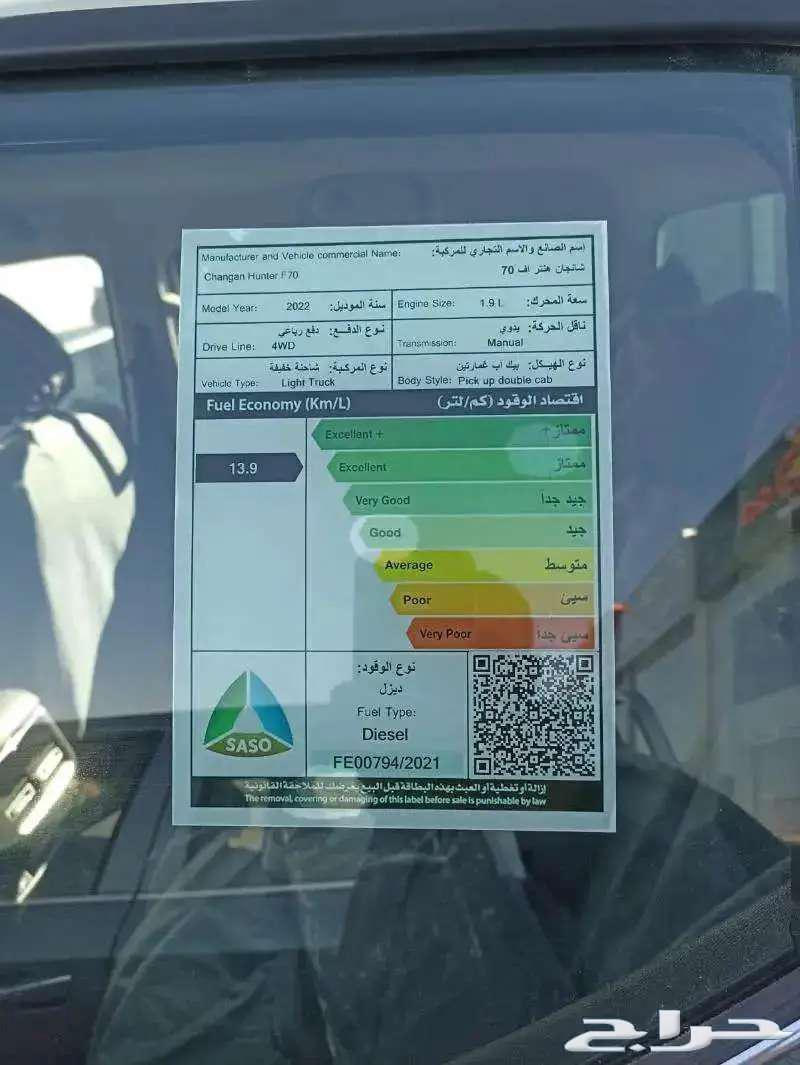 Manufacturer and Vehicle commercial Name: إسم الصانع والاسم التجاري للمركبة:
Changan Hunter F70 شانجان هنتر اف 70
Model Year: 2022 سنة الموديل:
Engine Size: 1.9 L سعة المحرك:
نوع الدفع: دفع رباعي
Drive Line: 4WD
ناقل الحركة: يدوي
Transmission: Manual
نوع المركبة: شاحنة خفيفة
Vehicle Type: Light Truck
نوع الهيكل: بيك اب غمارتين
Body Style: Pick up double cab
Fuel Economy (Km/L) اقتصاد الوقود (كم/لتر)
Excellent + ممتاز+
13.9
Excellent ممتاز
Very Good جيد جداً
Good جيد
Average متوسط
Poor سيئ
Very Poor سيئ جداً
نوع الوقود:
ديزل
Fuel Type:
Diesel
FE00794/2021
SASO
إزالة أو تغطية أو العبث بهذه البطاقة قبل البيع يعرضك للملاحقة القانونية
The removal, covering or damaging of this label before sale is punishable by law
حراج